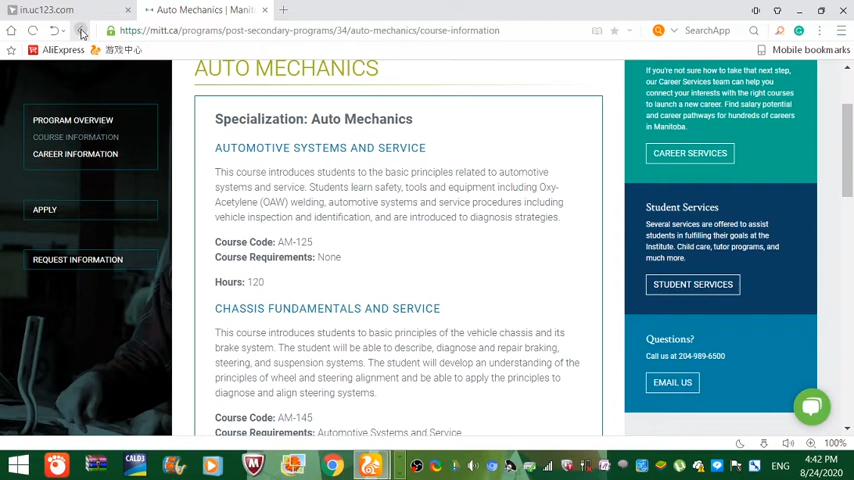 in.uc123.com
Auto Mechanics | Manit
https://mitt.ca/programs/post-secondary-programs/34/auto-mechanics/course-information
SearchApp
AliExpress
游戏中心
Mobile bookmarks
AUTO MECHANICS
PROGRAM OVERVIEW
COURSE INFORMATION
CAREER INFORMATION
APPLY
REQUEST INFORMATION
Specialization: Auto Mechanics
AUTOMOTIVE SYSTEMS AND SERVICE
This course introduces students to the basic principles related to automotive
systems and service. Students learn safety, tools and equipment including Oxy-
Acetylene (OAW) welding, automotive systems and service procedures including
vehicle inspection and identification, and are introduced to diagnosis strategies.
Course Code: AM-125
Course Requirements: None
Hours: 120
CHASSIS FUNDAMENTALS AND SERVICE
This course introduces students to basic principles of the vehicle chassis and its
brake system. The student will be able to describe, diagnose and repair braking,
steering, and suspension systems. The student will develop an understanding of the
principles of wheel and steering alignment and be able to apply the principles to
diagnose and align steering systems.
Course Code: AM-145
Course Requirements: Automotive Systems and Service
If you're not sure how to take that next step,
our Career Services team can help you
connect your interests with the right courses
to launch a new career. Find salary potential
and career pathways for hundreds of careers
in Manitoba.
CAREER SERVICES
Student Services
Several services are offered to assist
students in fulfilling their goals at the
Institute. Child care, tutor programs, and
much more.
STUDENT SERVICES
Questions?
Call us at 204-989-6500
EMAIL US
100%
CALD3
ENG
4:42 PM
8/24/2020